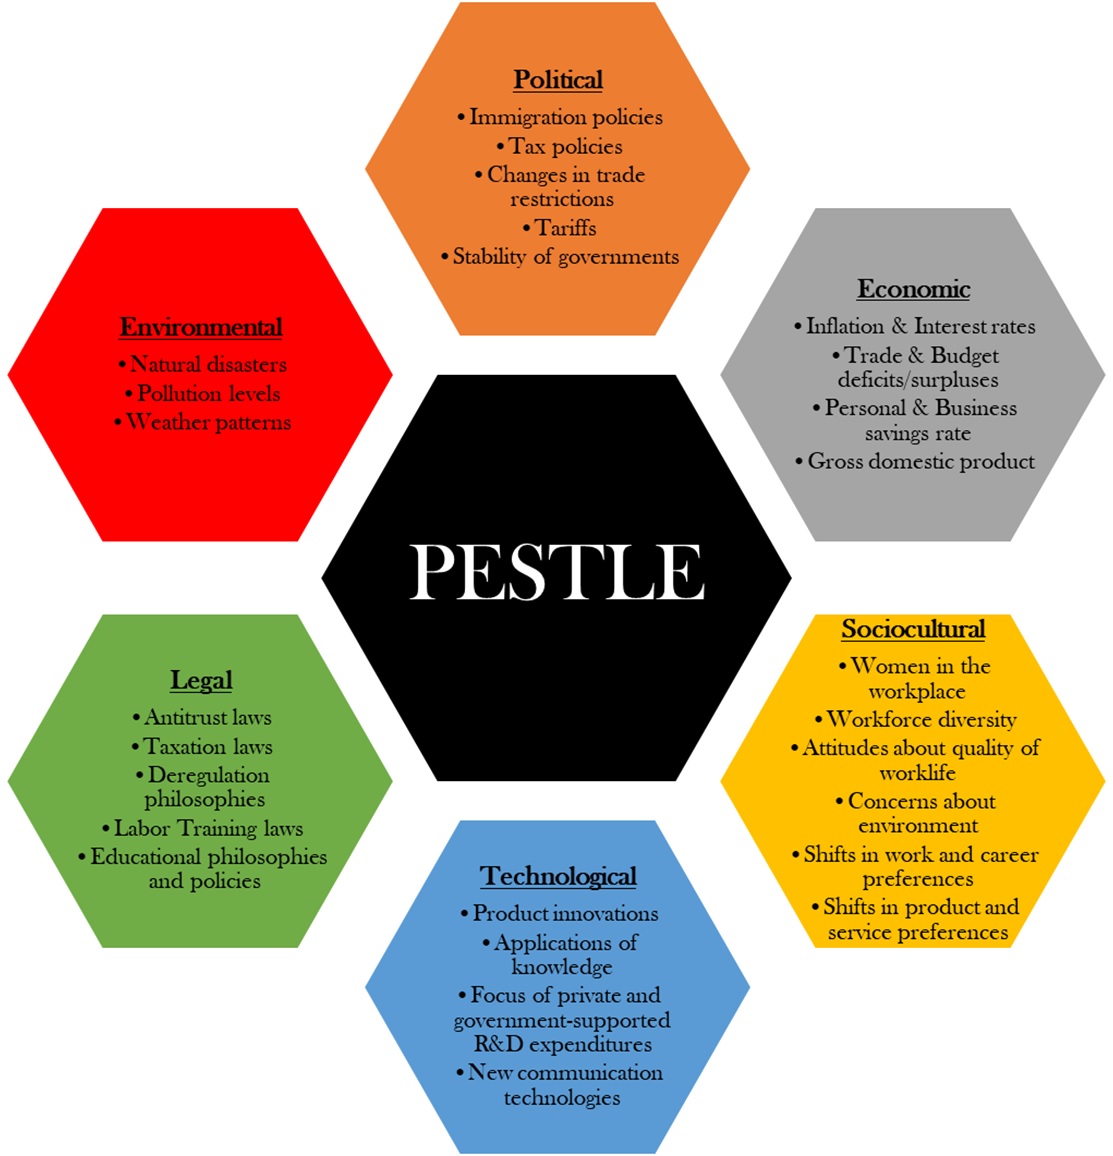 Political
• Immigration policies
• Tax policies
• Changes in trade
restrictions
• Tariffs
• Stability of governments
Economic
• Inflation & Interest rates
• Trade & Budget
deficits/surpluses
• Personal & Business
savings rate
• Gross domestic product
Sociocultural
• Women in the
workplace
• Workforce diversity
• Attitudes about quality of
worklife
• Concerns about
environment
• Shifts in work and career
preferences
• Shifts in product and
service preferences
Technological
• Product innovations
• Applications of
knowledge
• Focus of private and
government-supported
R&D expenditures
• New communication
technologies
Legal
• Antitrust laws
• Taxation laws
• Deregulation
philosophies
• Labor Training laws
• Educational philosophies
and policies
Environmental
• Natural disasters
• Pollution levels
• Weather patterns
PESTLE